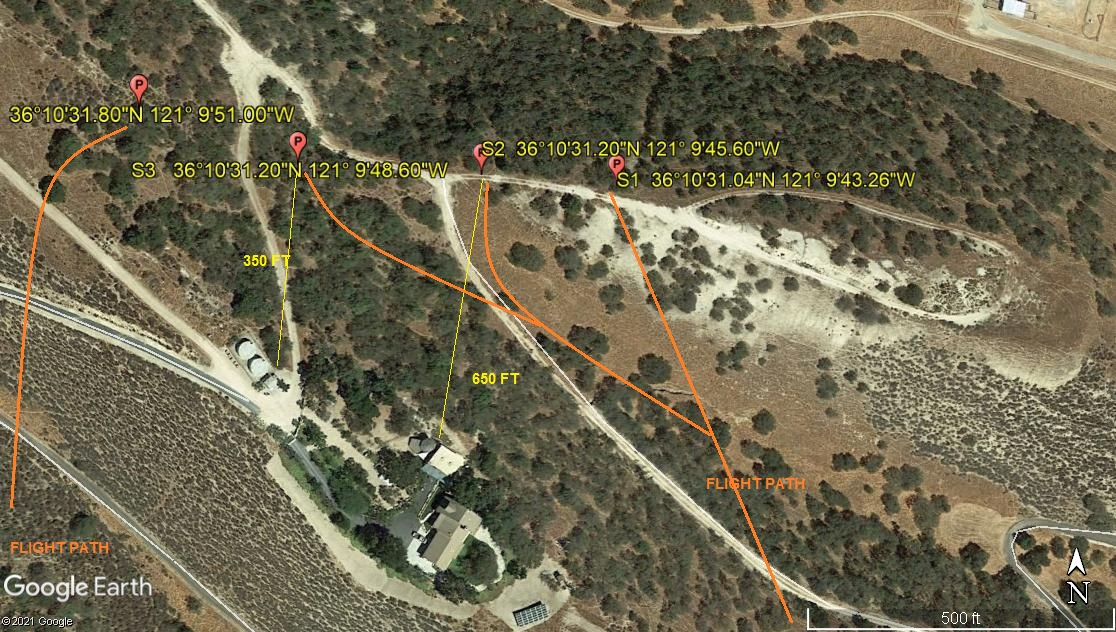 P
36°10'31.80"N 121° 9'51.00"W
P
S3 36°10'31.20"N 121° 9'48.60"W
P
S2 36°10'31.20"N 121° 9'45.60"W
P
S1 36°10'31.04"N 121° 9'43.26"W
350 FT
650 FT
FLIGHT PATH
FLIGHT PATH
Google Earth
©2021 Google
N
500 ft